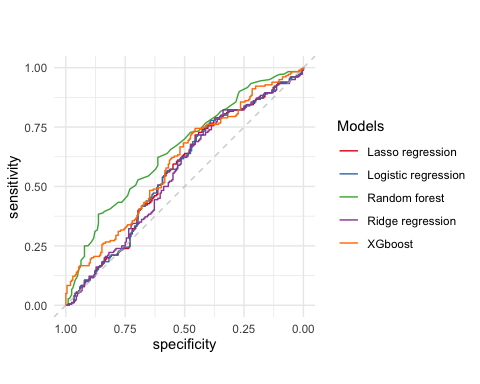 1.00
0.75
0.50
0.25
0.00
sensitivity
1.00 0.75 0.50 0.25 0.00
specificity
Models
Lasso regression
Logistic regression
Random forest
Ridge regression
XGboost